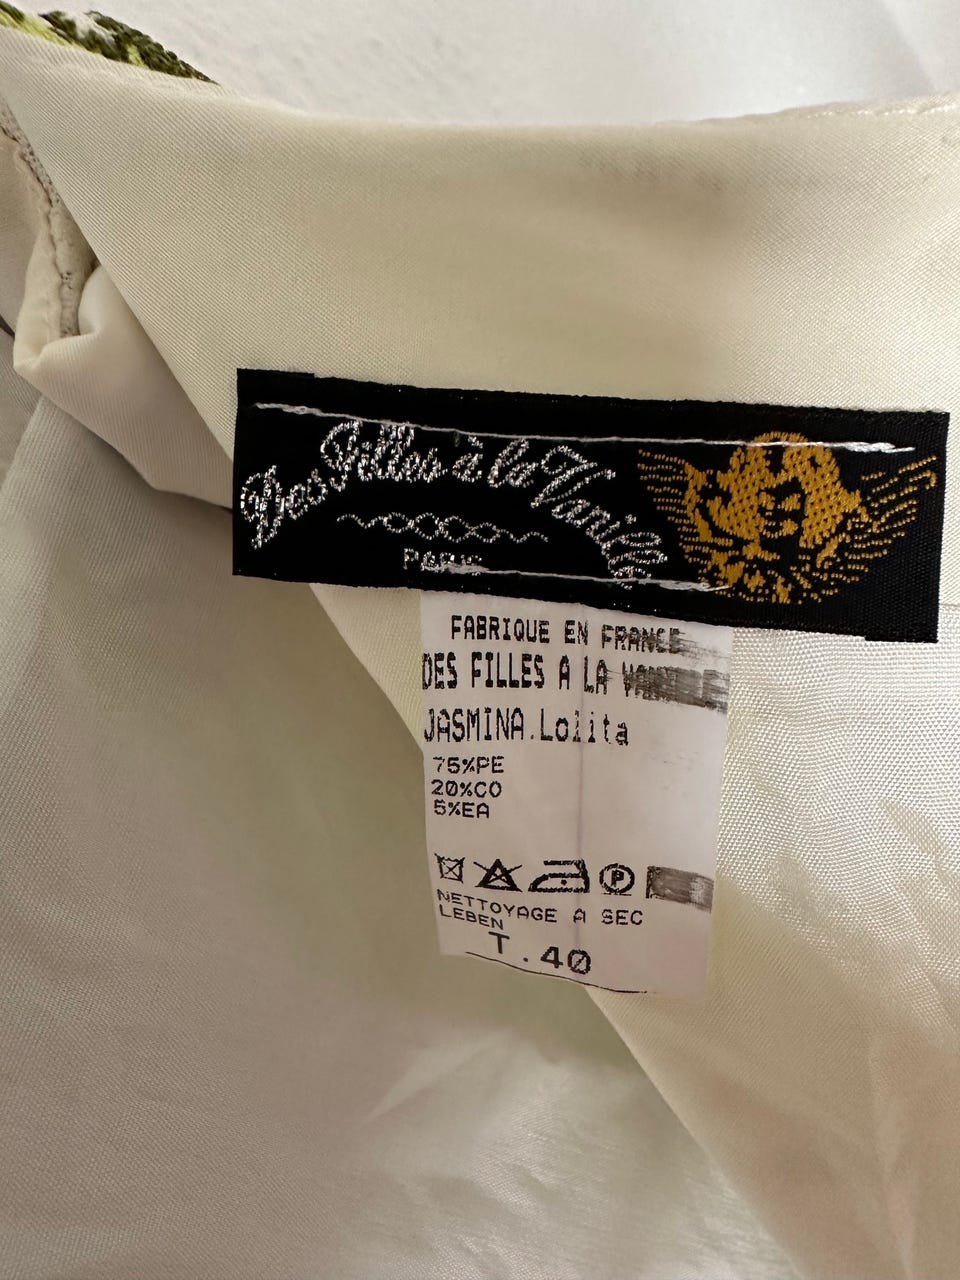 Des Filles à la Vanille
PARIS
FABRIQUE EN FRANCE
DES FILLES A LA VANILLE
JASMINA.Lolita
75%PE
20%CO
5%EA
P
NETTOYAGE A SEC
LEBEN
T.40